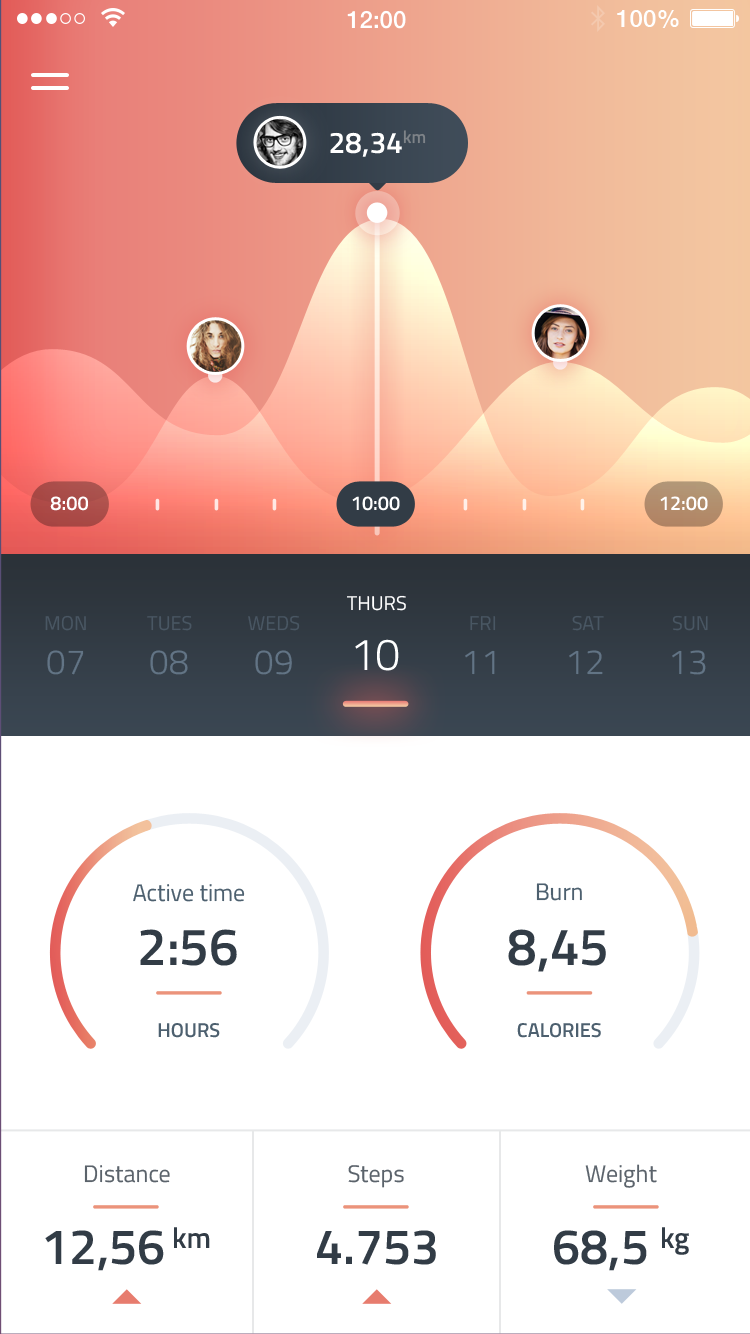 12:00 100%
28,34 km
8:00 10:00 12:00
MON TUES WEDS THURS FRI SAT SUN
07 08 09 10 11 12 13
Active time Burn
2:56 8,45
HOURS CALORIES
Distance Steps Weight
12,56 km 4.753 68,5 kg